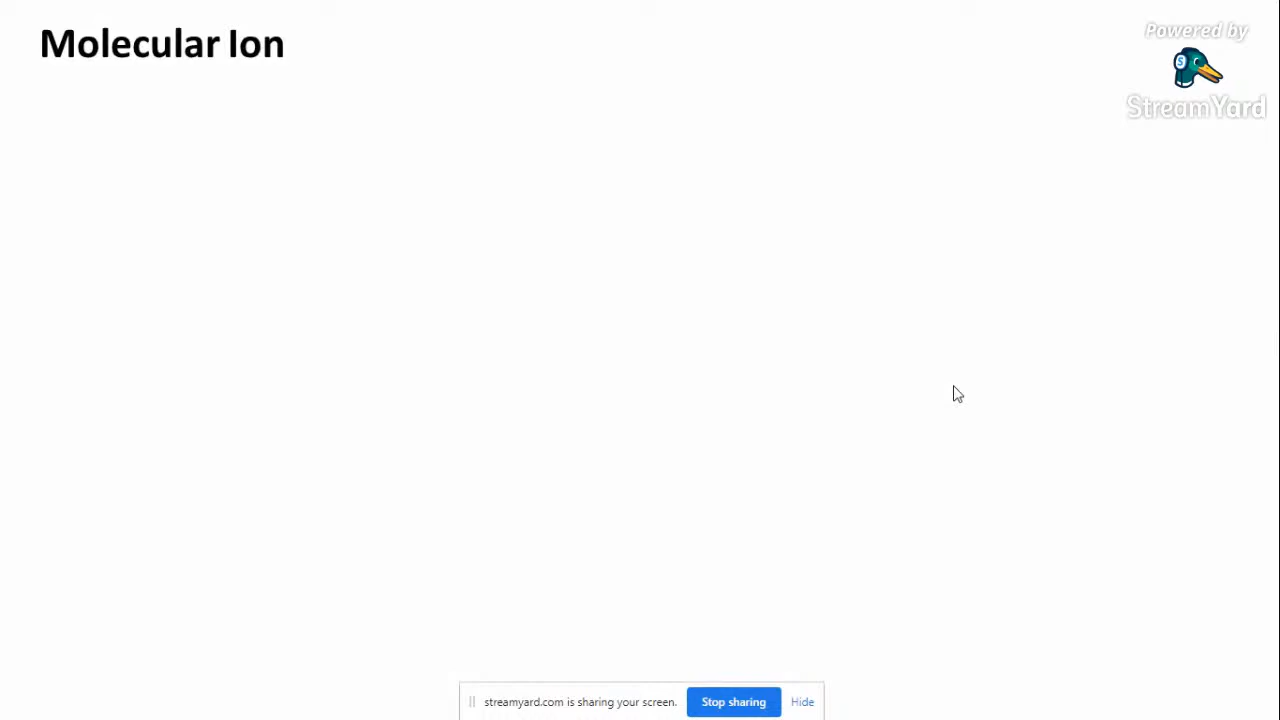 Molecular Ion
Powered by
S
StreamYard
streamyard.com is sharing your screen.
Stop sharing
Hide